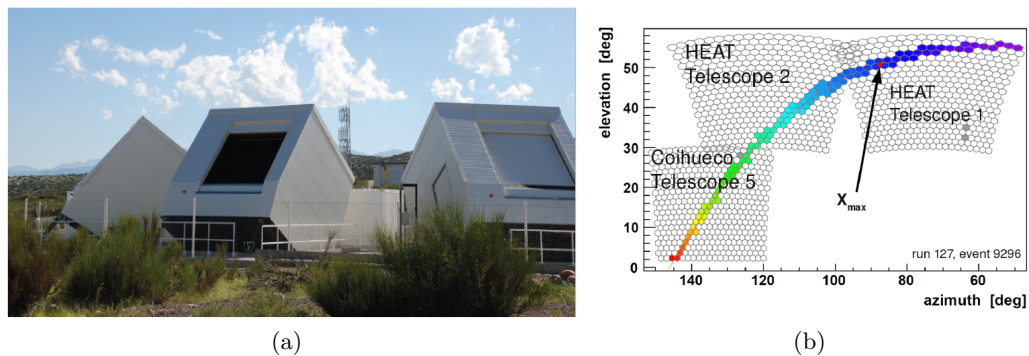 HEAT
Telescope 2
HEAT
Telescope 1
Coihueco
Telescope 5
Xmax
run 127, event 9296
elevation [deg]
50
40
30
20
10
0
140 120 100 80 60
azimuth [deg]
(a)
(b)